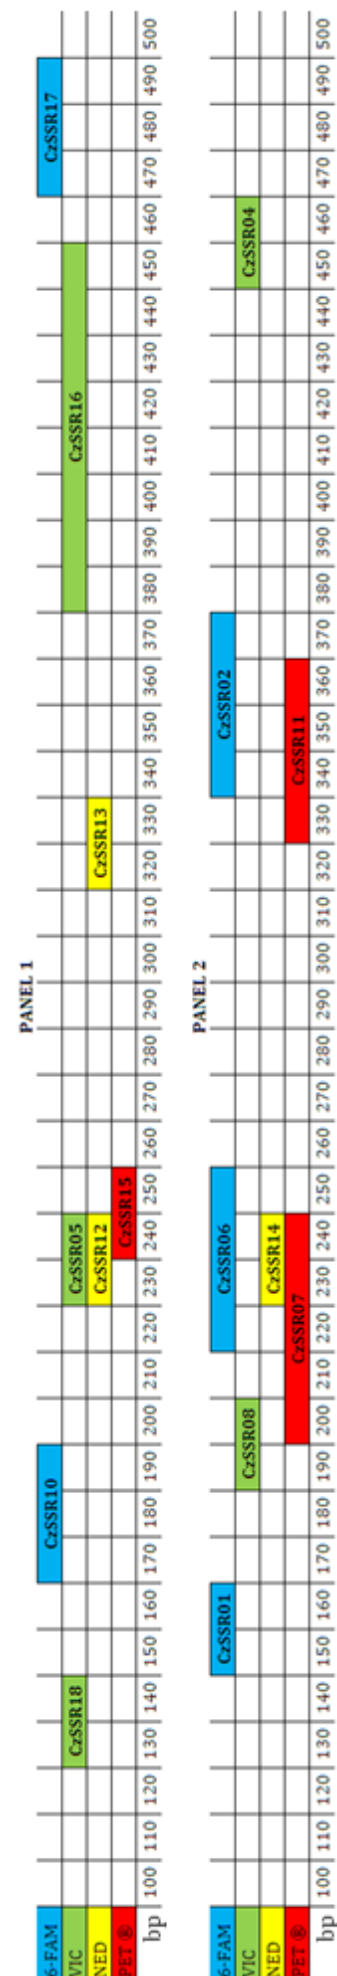 PANEL 1
6-FAM CzSSR10 CzSSR17
VIC CzSSR18 CzSSR05 CzSSR16
NED CzSSR12 CzSSR13
PET ® CzSSR15
bp 100 110 120 130 140 150 160 170 180 190 200 210 220 230 240 250 260 270 280 290 300 310 320 330 340 350 360 370 380 390 400 410 420 430 440 450 460 470 480 490 500
PANEL 2
6-FAM CzSSR01 CzSSR06 CzSSR02
VIC CzSSR08 CzSSR04
NED CzSSR14
PET ® CzSSR07 CzSSR11
bp 100 110 120 130 140 150 160 170 180 190 200 210 220 230 240 250 260 270 280 290 300 310 320 330 340 350 360 370 380 390 400 410 420 430 440 450 460 470 480 490 500